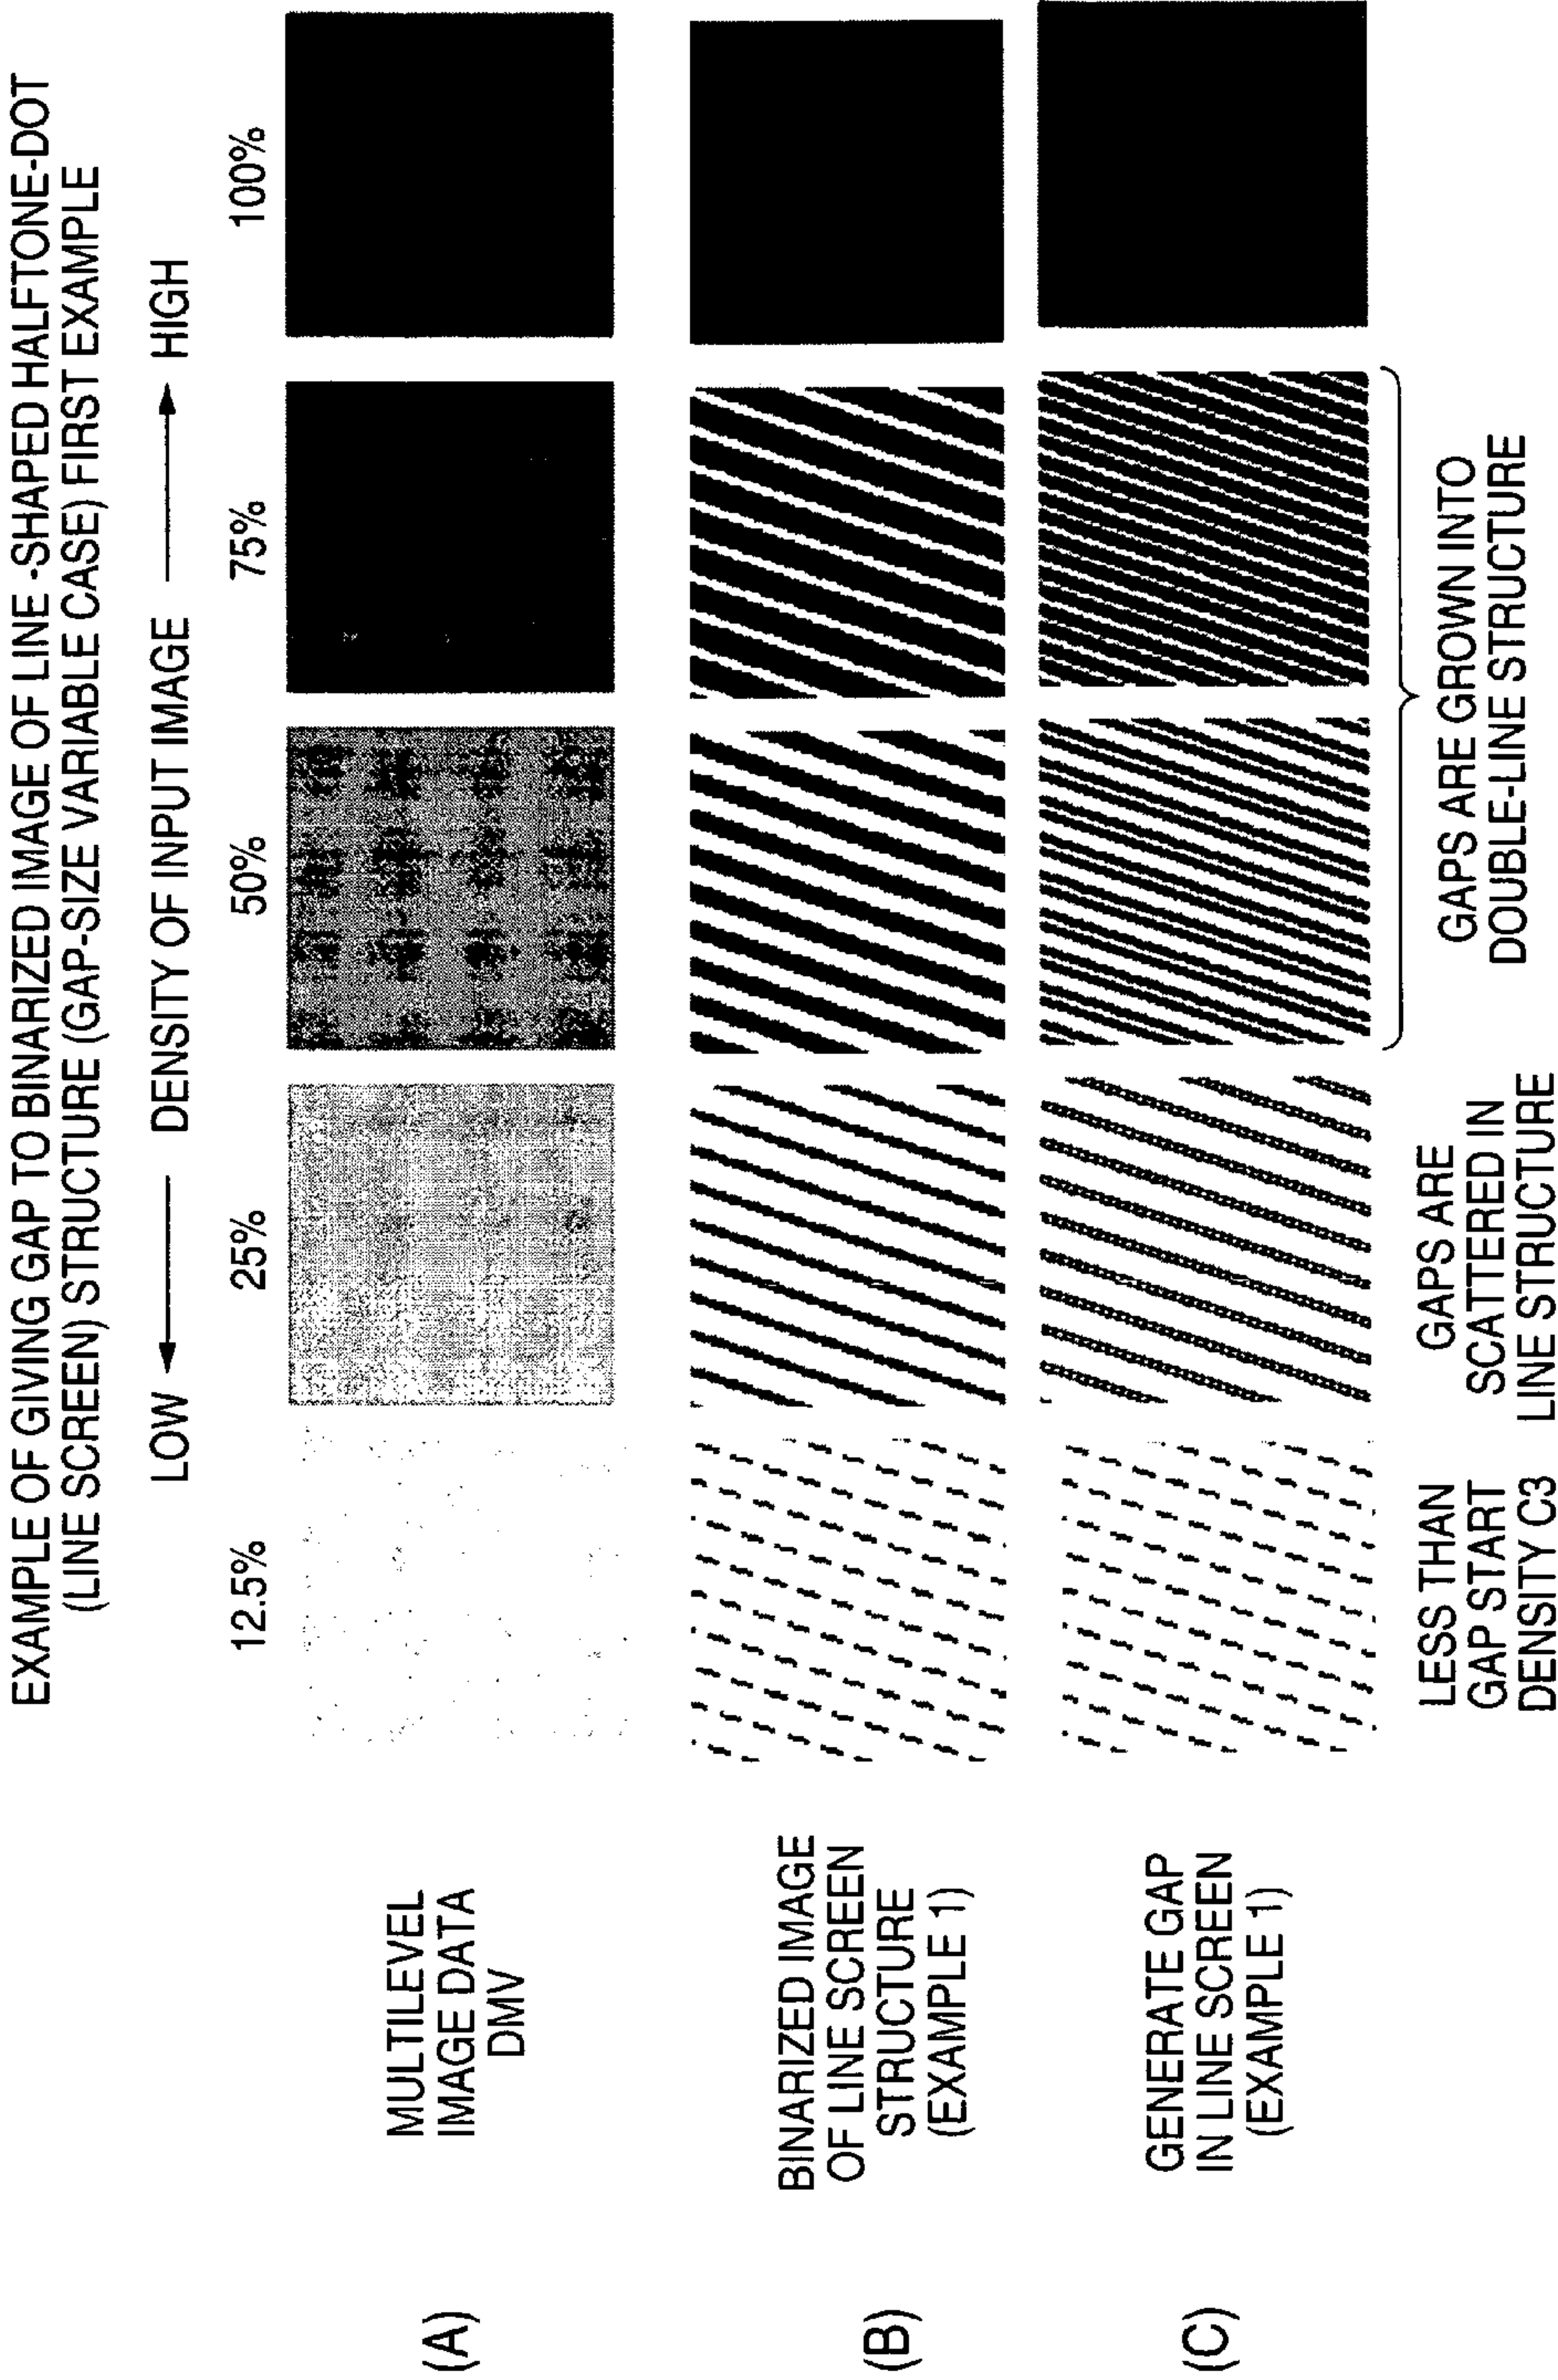 EXAMPLE OF GIVING GAP TO BINARIZED IMAGE OF LINE -SHAPED HALFTONE-DOT
(LINE SCREEN) STRUCTURE (GAP-SIZE VARIABLE CASE) FIRST EXAMPLE
LOW DENSITY OF INPUT IMAGE HIGH
12.5% 25% 50% 75% 100%
(A)
MULTILEVEL
IMAGE DATA
DMV
(B)
BINARIZED IMAGE
OF LINE SCREEN
STRUCTURE
(EXAMPLE 1)
(C)
GENERATE GAP
IN LINE SCREEN
(EXAMPLE 1)
LESS THAN
GAP START
DENSITY C3
GAPS ARE
SCATTERED IN
LINE STRUCTURE
GAPS ARE GROWN INTO
DOUBLE-LINE STRUCTURE